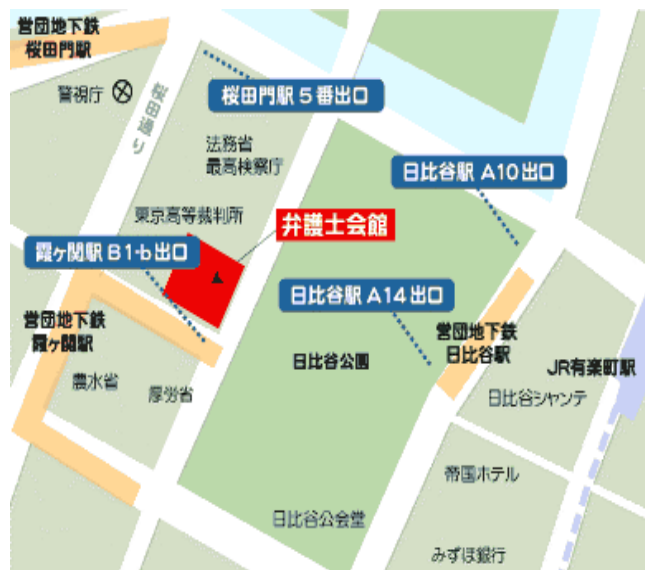 営団地下鉄
桜田門駅
警視庁
桜田通り
桜田門駅5番出口
法務省
最高検察庁
日比谷駅 A10出口
東京高等裁判所
弁護士会館
霞ヶ関駅 B1-b 出口
日比谷駅 A14出口
営団地下鉄
霞ヶ関駅
営団地下鉄
日比谷駅
日比谷公園
JR有楽町駅
農水省
厚労省
日比谷シャンテ
帝国ホテル
日比谷公会堂
みずほ銀行